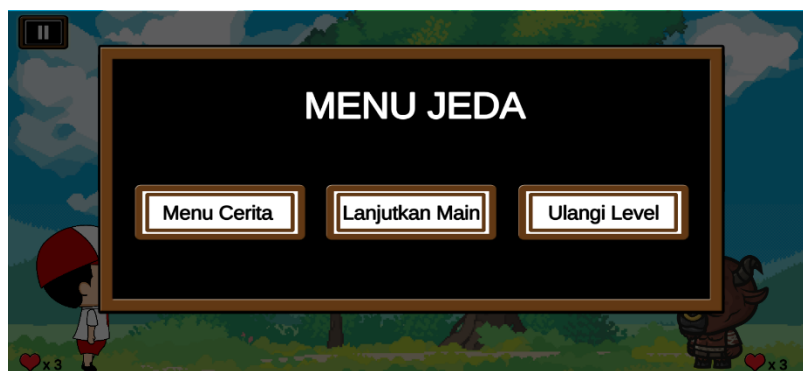 MENU JEDA
Menu Cerita
Lanjutkan Main
Ulangi Level
x 3
x 3